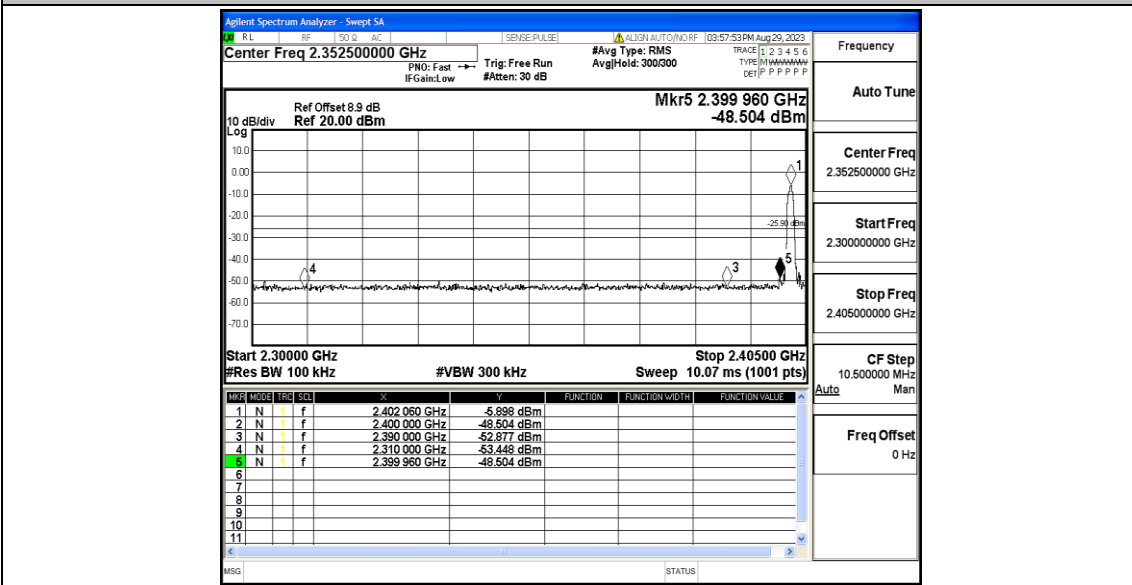 Agilent Spectrum Analyzer - Swept SA
RL RF 50 Ω AC SENSE:PULSE ALIGN AUTO/NO RF 03:57:53 PM Aug 29, 2023
Center Freq 2.352500000 GHz
PNO: Fast
IFGain:Low
Trig: Free Run
#Atten: 30 dB
#Avg Type: RMS
Avg|Hold: 300/300
TRACE 1 2 3 4 5 6
TYPE M WWWWW
DET P P P P P P
Ref Offset 8.9 dB
10 dB/div Ref 20.00 dBm
Log
Mkr5 2.399 960 GHz
-48.504 dBm
10.0
0.00
-10.0
-20.0
-30.0
-40.0
-50.0
-60.0
-70.0
1
-25.90 dBm
4
3
5
Start 2.30000 GHz Stop 2.40500 GHz
#Res BW 100 kHz #VBW 300 kHz Sweep 10.07 ms (1001 pts)
MKR MODE TRC SCL X Y FUNCTION FUNCTION WIDTH FUNCTION VALUE
1 N 1 f 2.402 060 GHz -5.898 dBm
2 N 1 f 2.400 000 GHz -48.504 dBm
3 N 1 f 2.390 000 GHz -52.877 dBm
4 N 1 f 2.310 000 GHz -53.448 dBm
5 N 1 f 2.399 960 GHz -48.504 dBm
6
7
8
9
10
11
MSG STATUS
Frequency
Auto Tune
Center Freq
2.352500000 GHz
Start Freq
2.300000000 GHz
Stop Freq
2.405000000 GHz
CF Step
10.500000 MHz
Auto Man
Freq Offset
0 Hz